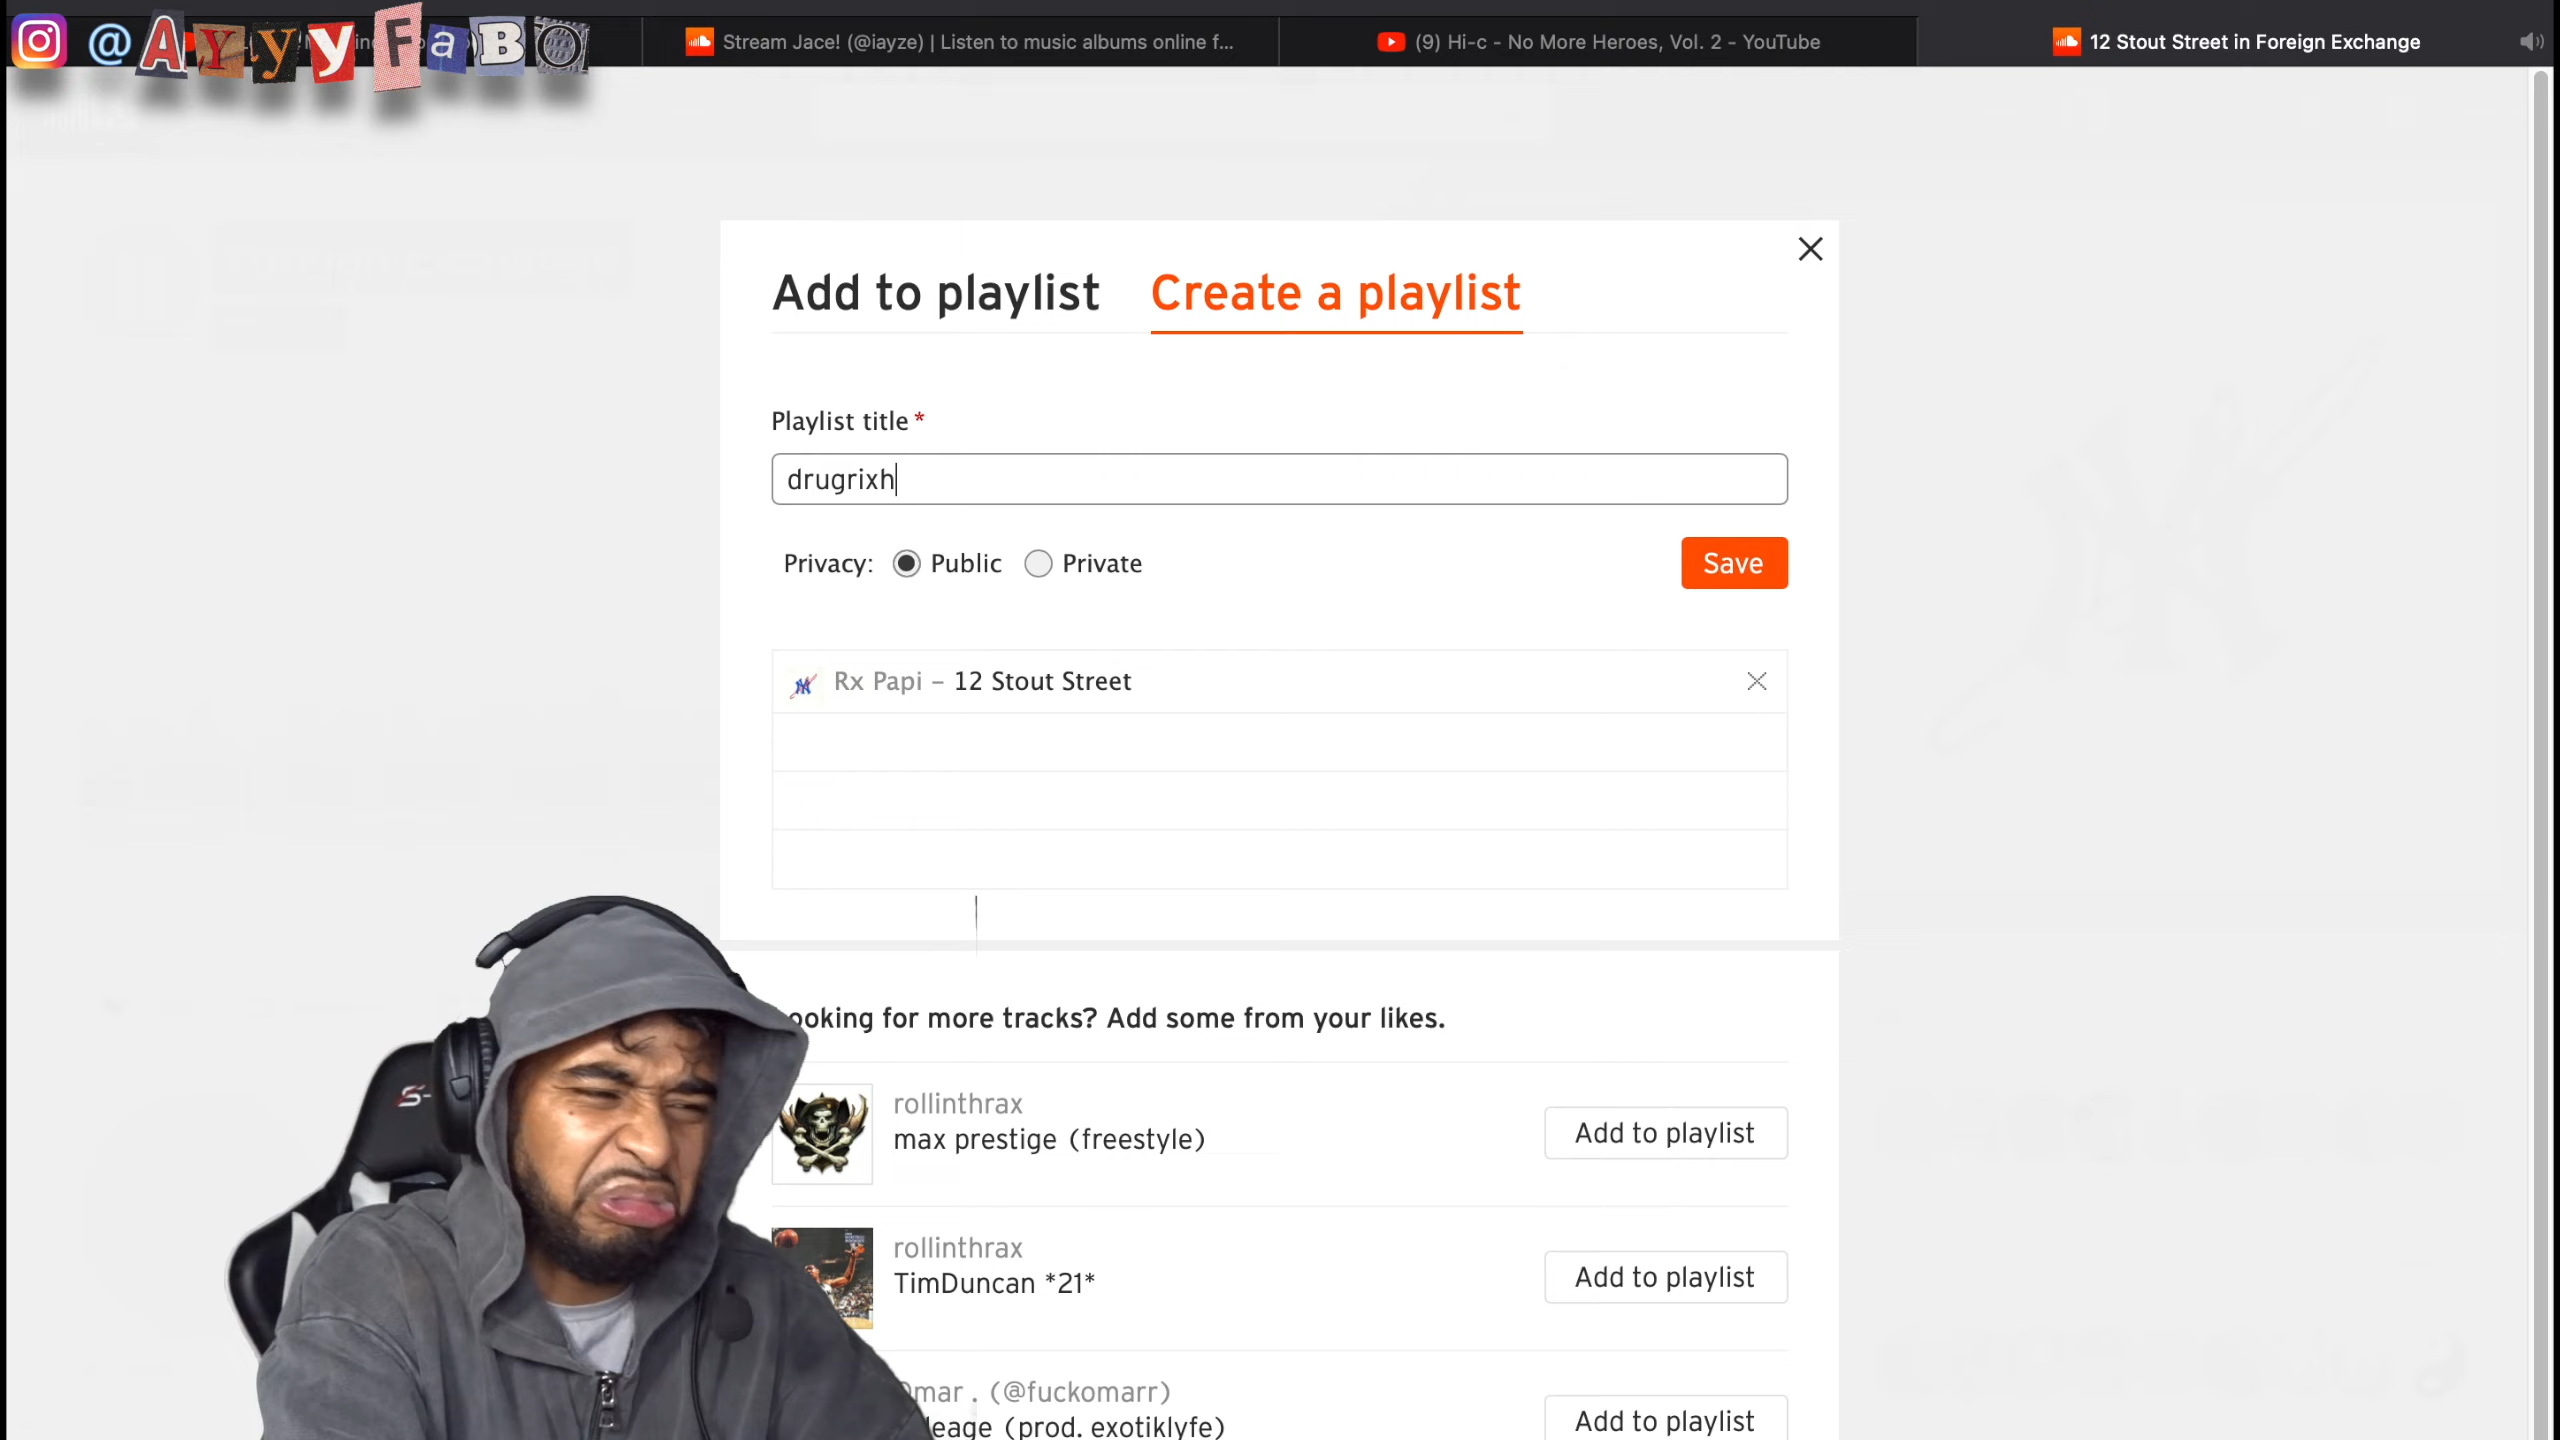 @AYyyFaBO
Stream Jace! (@iayze) | Listen to music albums online f...
(9) Hi-c - No More Heroes, Vol. 2 - YouTube
12 Stout Street in Foreign Exchange
Add to playlist
Create a playlist
Playlist title *
drugrixh
Privacy:
Public
Private
Save
Rx Papi – 12 Stout Street
ooking for more tracks? Add some from your likes.
rollinthrax
max prestige (freestyle)
Add to playlist
rollinthrax
TimDuncan *21*
Add to playlist
mar . (@fuckomarr)
leage (prod. exotiklyfe)
Add to playlist